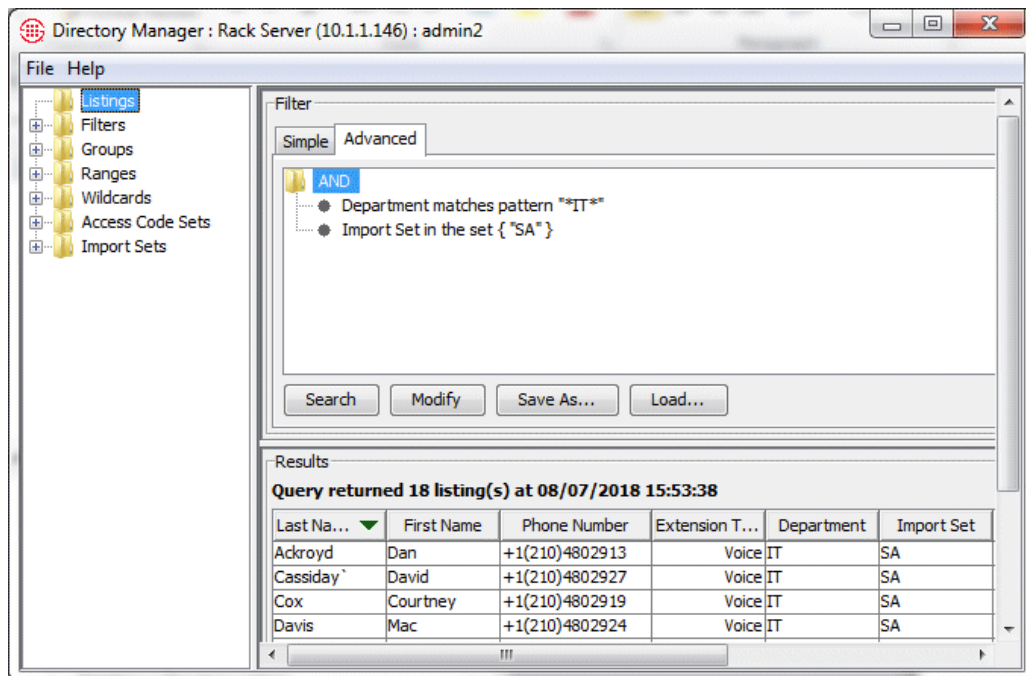 Directory Manager : Rack Server (10.1.1.146) : admin2
File Help
Listings
Filters
Groups
Ranges
Wildcards
Access Code Sets
Import Sets
Filter
Simple Advanced
AND
Department matches pattern "*IT*"
Import Set in the set { "SA" }
Search Modify Save As... Load...
Results
Query returned 18 listing(s) at 08/07/2018 15:53:38
Last Na... First Name Phone Number Extension T... Department Import Set
Ackroyd Dan +1(210)4802913 Voice IT SA
Cassiday` David +1(210)4802927 Voice IT SA
Cox Courtney +1(210)4802919 Voice IT SA
Davis Mac +1(210)4802924 Voice IT SA